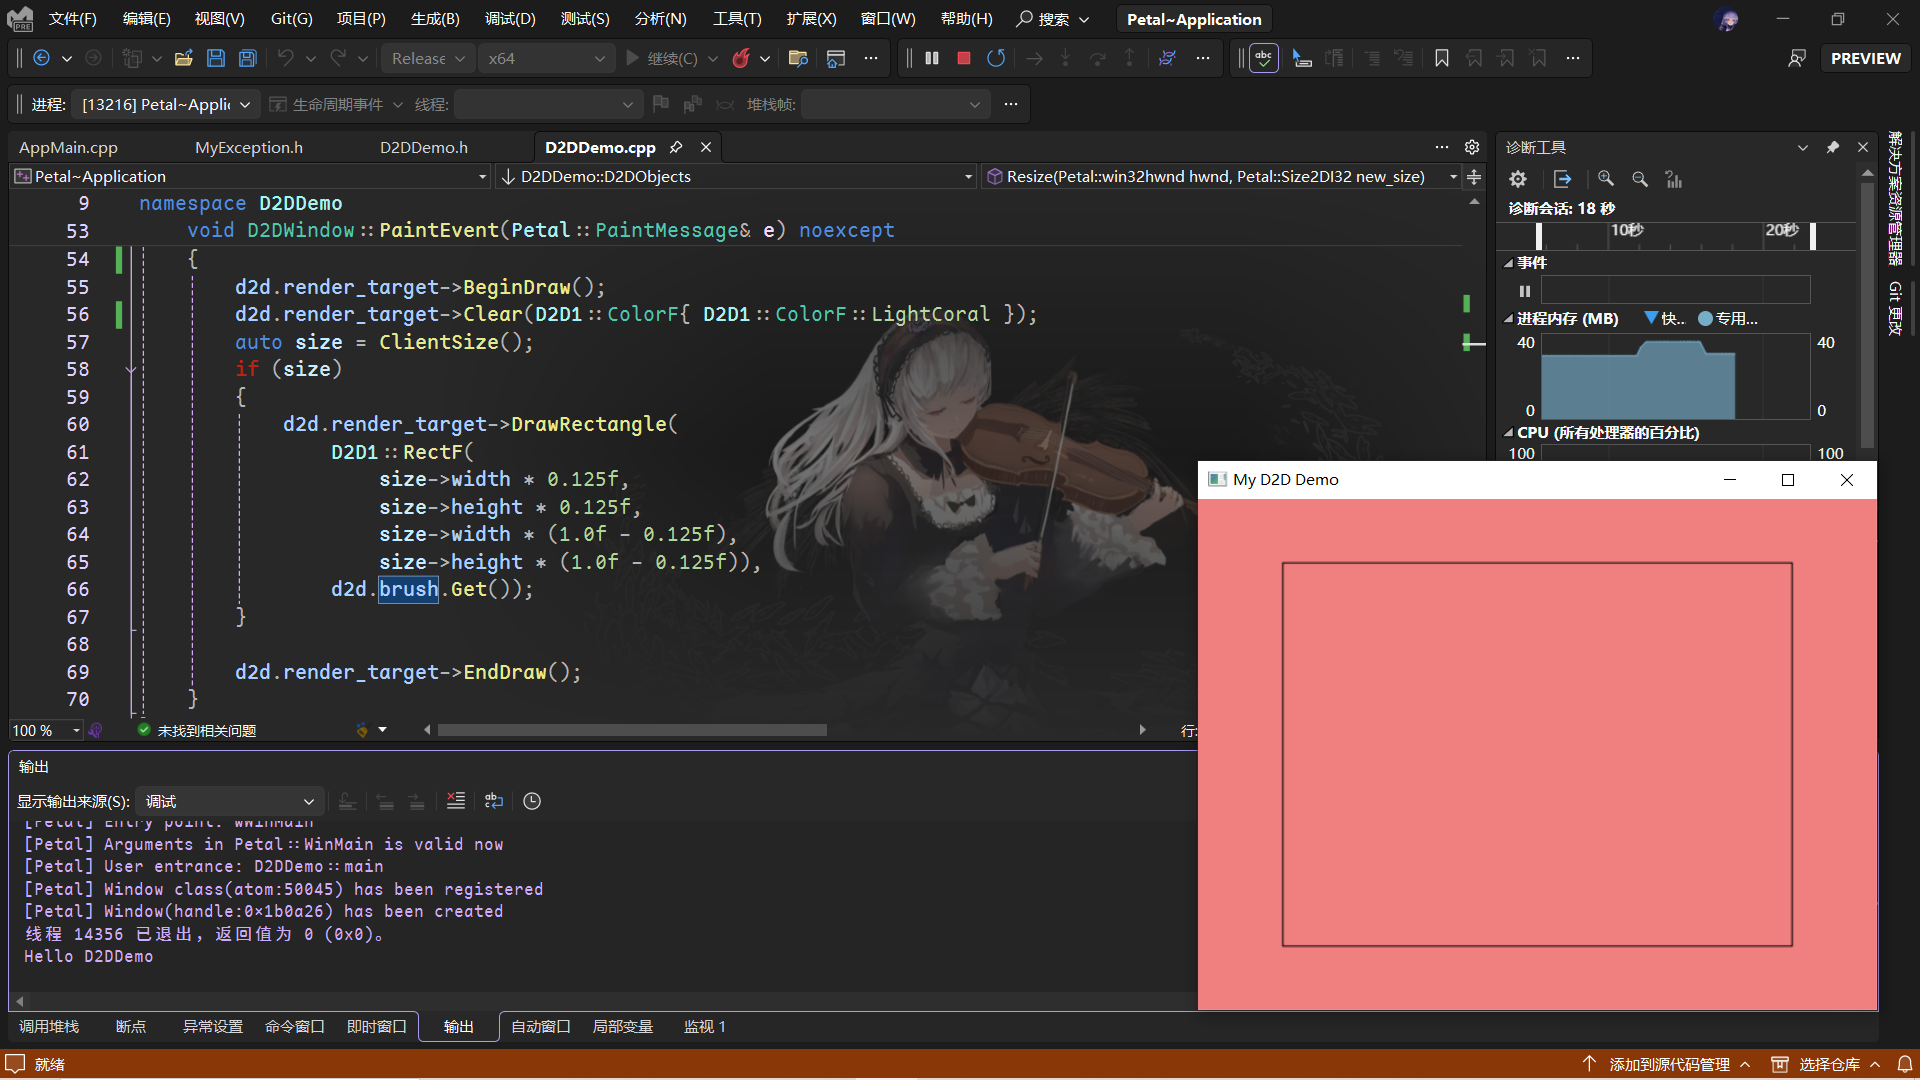 文件(F) 编辑(E) 视图(V) Git(G) 项目(P) 生成(B) 调试(D) 测试(S) 分析(N) 工具(T) 扩展(X) 窗口(W) 帮助(H) 搜索 Petal~Application
PRE
Release x64 继续(C) abc PREVIEW
进程: [13216] Petal~Applic 生命周期事件 线程: 堆栈帧:
AppMain.cpp MyException.h D2DDemo.h D2DDemo.cpp
Petal~Application D2DDemo::D2DObjects Resize(Petal::win32hwnd hwnd, Petal::Size2DI32 new_size)
9 namespace D2DDemo
53 void D2DWindow::PaintEvent(Petal::PaintMessage& e) noexcept
54 {
55 d2d.render_target->BeginDraw();
56 d2d.render_target->Clear(D2D1::ColorF{ D2D1::ColorF::LightCoral });
57 auto size = ClientSize();
58 if (size)
59 {
60 d2d.render_target->DrawRectangle(
61 D2D1::RectF(
62 size->width * 0.125f,
63 size->height * 0.125f,
64 size->width * (1.0f - 0.125f),
65 size->height * (1.0f - 0.125f)),
66 d2d.brush.Get());
67 }
68
69 d2d.render_target->EndDraw();
70 }
100 % 未找到相关问题 行:
诊断工具
诊断会话: 18 秒
10秒 20秒
事件
进程内存 (MB) 快... 专用...
40 40
0 0
CPU (所有处理器的百分比)
100 100
解决方案资源管理器
Git 更改
My D2D Demo
输出
显示输出来源(S): 调试
[Petal] Entry point: wWinMain
[Petal] Arguments in Petal::WinMain is valid now
[Petal] User entrance: D2DDemo::main
[Petal] Window class(atom:50045) has been registered
[Petal] Window(handle:0×1b0a26) has been created
线程 14356 已退出，返回值为 0 (0x0)。
Hello D2DDemo
调用堆栈 断点 异常设置 命令窗口 即时窗口 输出 自动窗口 局部变量 监视 1
就绪 添加到源代码管理 选择仓库